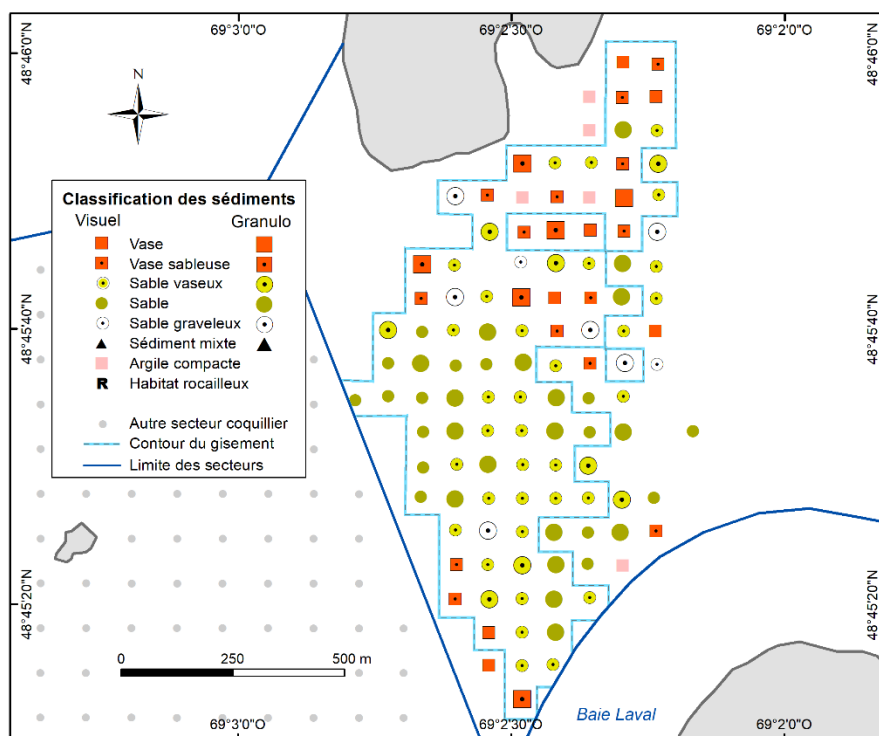 69°3'0"O 69°2'30"O 69°2'0"O
48°46'0"N 48°46'0"N
N
Classification des sédiments
Visuel Granulo
Vase
Vase sableuse
Sable vaseux
Sable
Sable graveleux
Sédiment mixte
Argile compacte
R Habitat rocailleux
Autre secteur coquillier
Contour du gisement
Limite des secteurs
48°45'40"N 48°45'40"N
48°45'20"N 48°45'20"N
0 250 500 m
Baie Laval
69°3'0"O 69°2'30"O 69°2'0"O